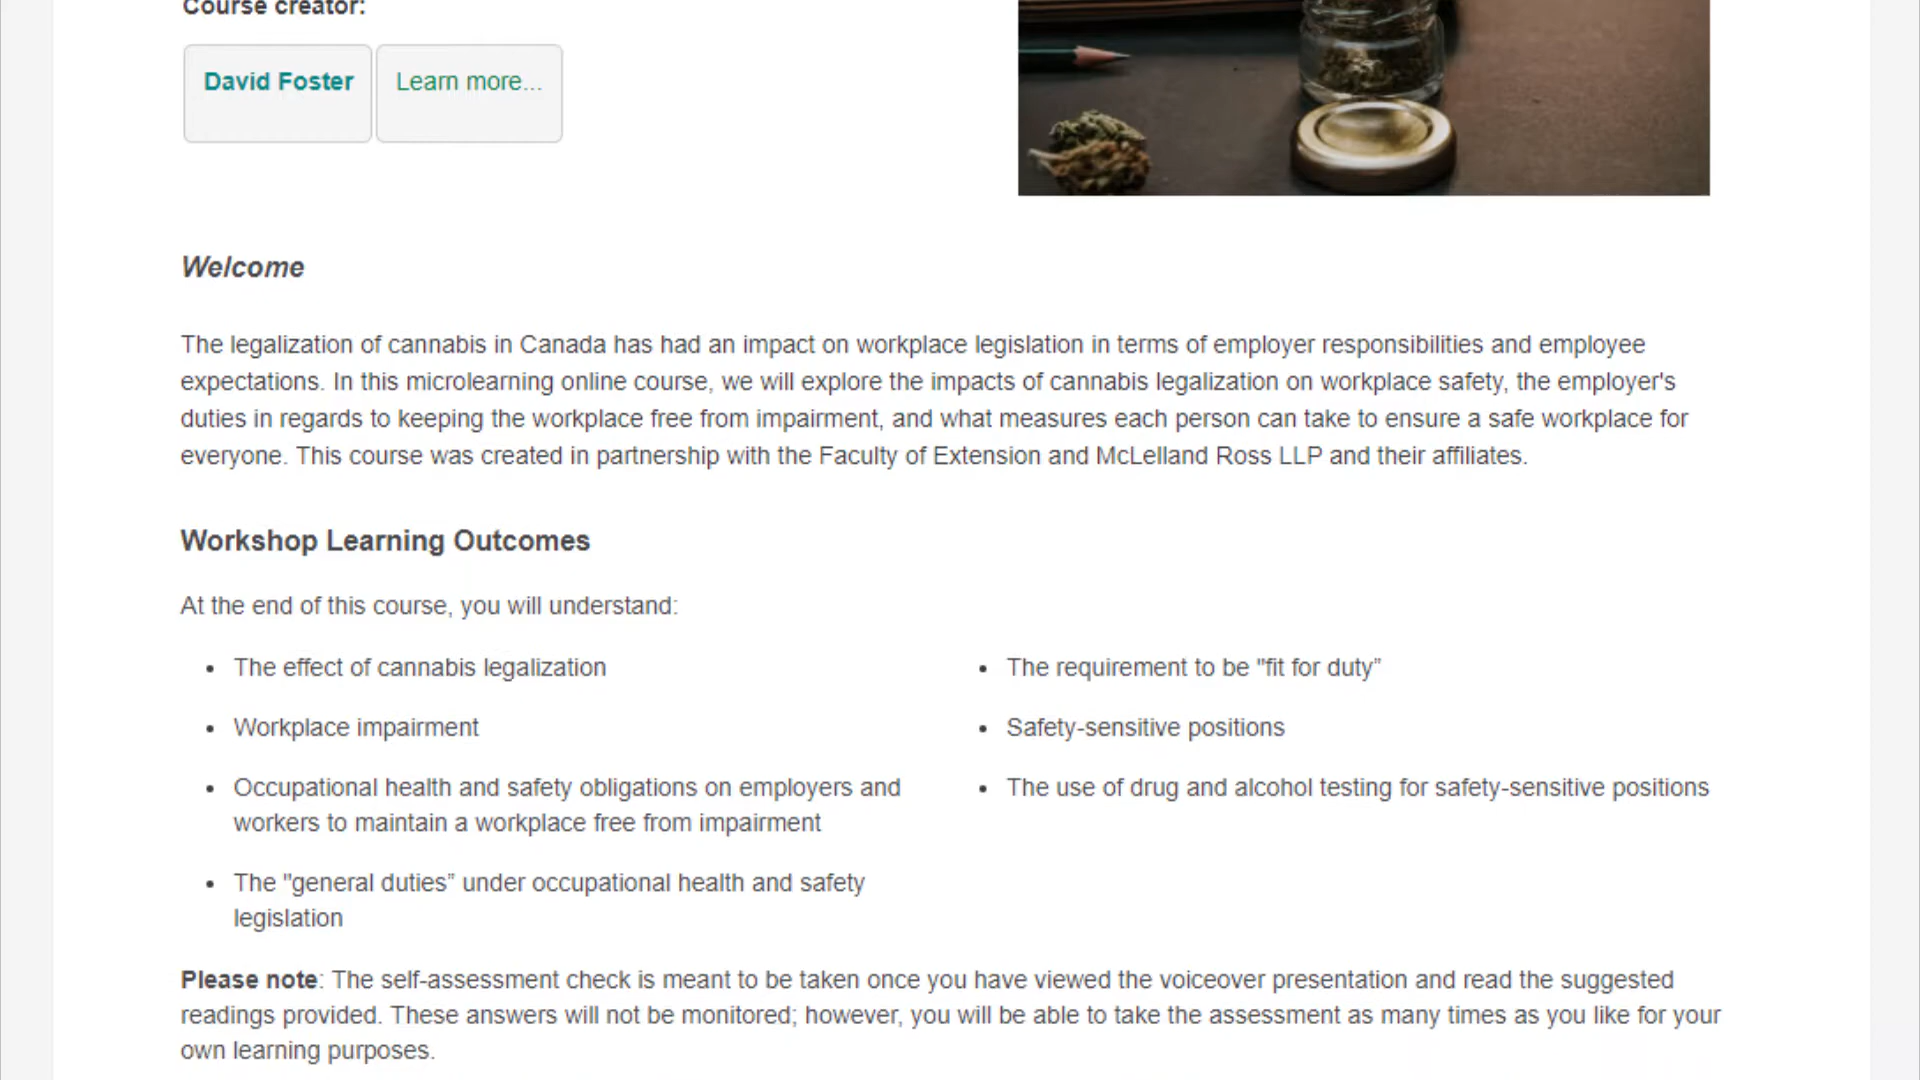 Course creator:
David Foster
Learn more...
Welcome
The legalization of cannabis in Canada has had an impact on workplace legislation in terms of employer responsibilities and employee
expectations. In this microlearning online course, we will explore the impacts of cannabis legalization on workplace safety, the employer's
duties in regards to keeping the workplace free from impairment, and what measures each person can take to ensure a safe workplace for
everyone. This course was created in partnership with the Faculty of Extension and McLelland Ross LLP and their affiliates.
Workshop Learning Outcomes
At the end of this course, you will understand:
• The effect of cannabis legalization
• Workplace impairment
• Occupational health and safety obligations on employers and
workers to maintain a workplace free from impairment
• The "general duties” under occupational health and safety
legislation
• The requirement to be "fit for duty”
• Safety-sensitive positions
• The use of drug and alcohol testing for safety-sensitive positions
Please note: The self-assessment check is meant to be taken once you have viewed the voiceover presentation and read the suggested
readings provided. These answers will not be monitored; however, you will be able to take the assessment as many times as you like for your
own learning purposes.